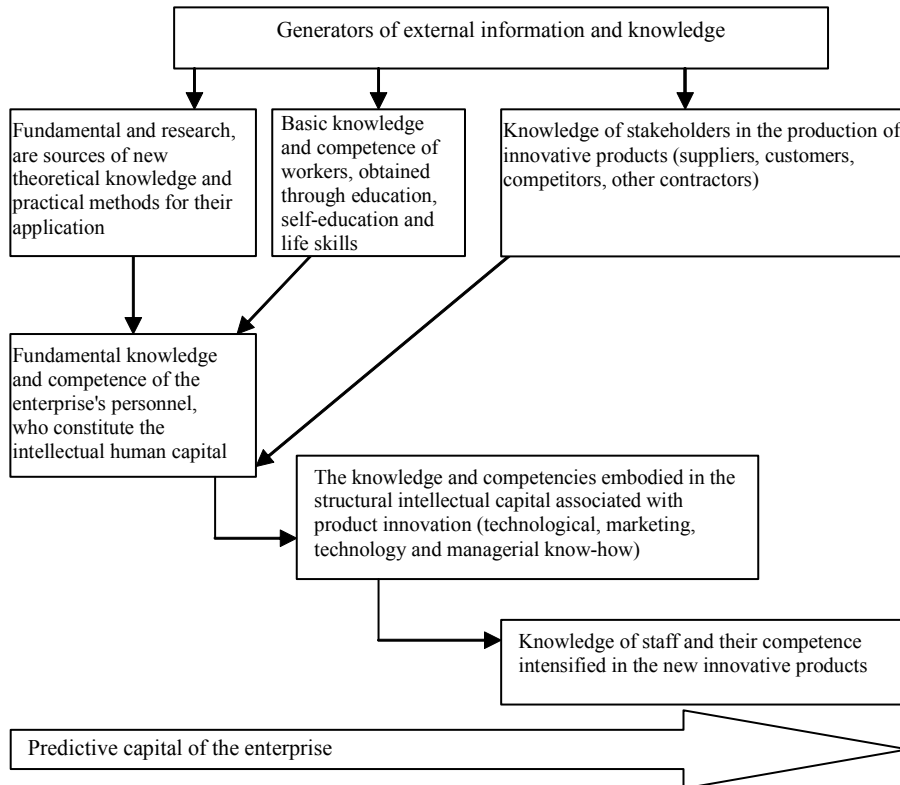 Generators of external information and knowledge
Fundamental and research,
are sources of new
theoretical knowledge and
practical methods for their
application
Basic knowledge
and competence of
workers, obtained
through education,
self-education and
life skills
Knowledge of stakeholders in the production of
innovative products (suppliers, customers,
competitors, other contractors)
Fundamental knowledge
and competence of the
enterprise's personnel,
who constitute the
intellectual human capital
The knowledge and competencies embodied in the
structural intellectual capital associated with
product innovation (technological, marketing,
technology and managerial know-how)
Knowledge of staff and their competence
intensified in the new innovative products
Predictive capital of the enterprise